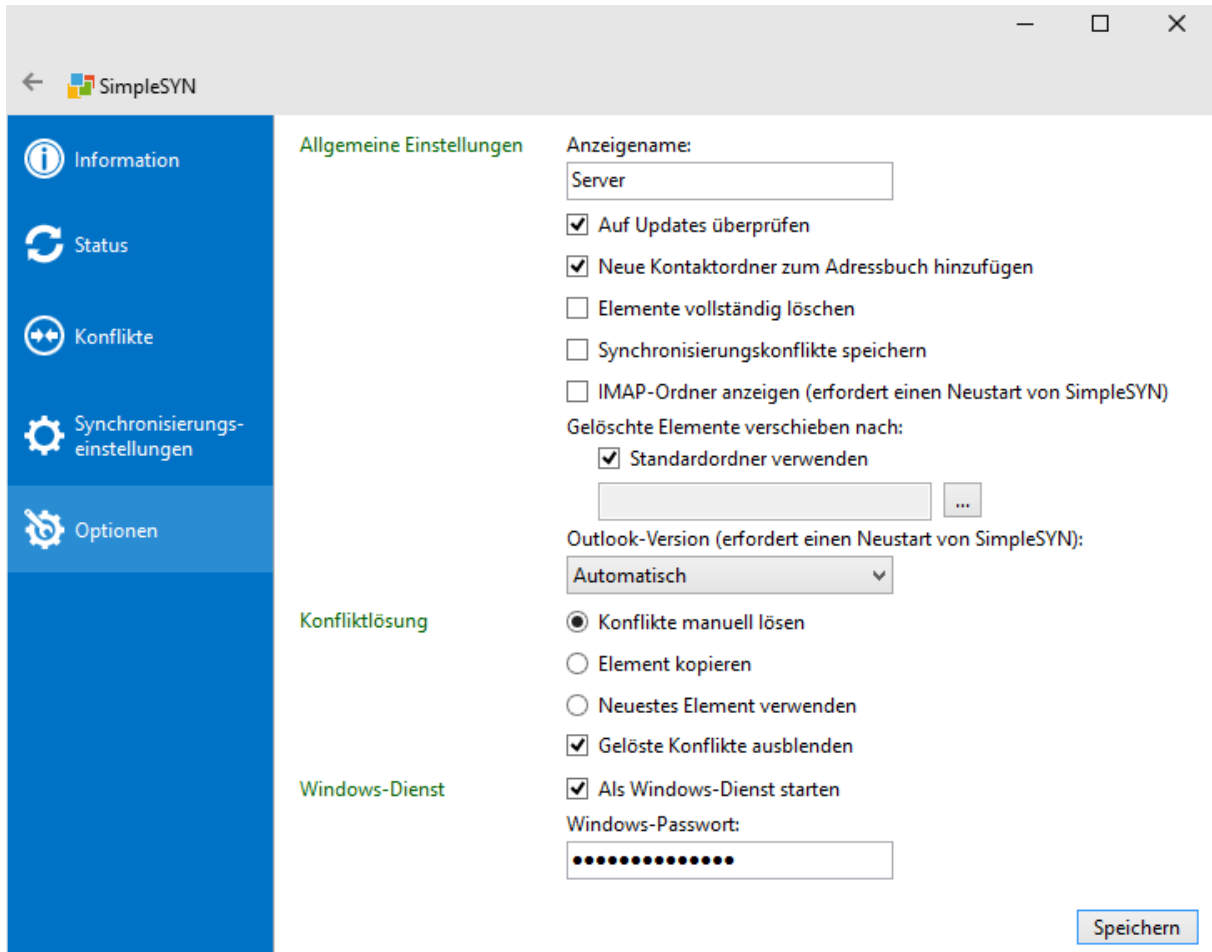 SimpleSYN
Information
Status
Konflikte
Synchronisierungs-
einstellungen
Optionen
Allgemeine Einstellungen
Anzeigename:
Server
Auf Updates überprüfen
Neue Kontaktordner zum Adressbuch hinzufügen
Elemente vollständig löschen
Synchronisierungskonflikte speichern
IMAP-Ordner anzeigen (erfordert einen Neustart von SimpleSYN)
Gelöschte Elemente verschieben nach:
Standardordner verwenden
...
Outlook-Version (erfordert einen Neustart von SimpleSYN):
Automatisch
Konfliktlösung
Konflikte manuell lösen
Element kopieren
Neuestes Element verwenden
Gelöste Konflikte ausblenden
Windows-Dienst
Als Windows-Dienst starten
Windows-Passwort:
●●●●●●●●●●●●●●
Speichern